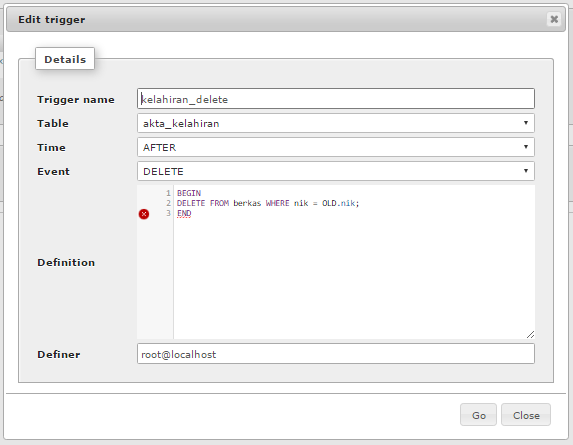 Edit trigger
Details
Trigger name kelahiran_delete
Table akta_kelahiran
Time AFTER
Event DELETE
1 BEGIN
2 DELETE FROM berkas WHERE nik = OLD.nik;
3 END
Definition
Definer root@localhost
Go Close